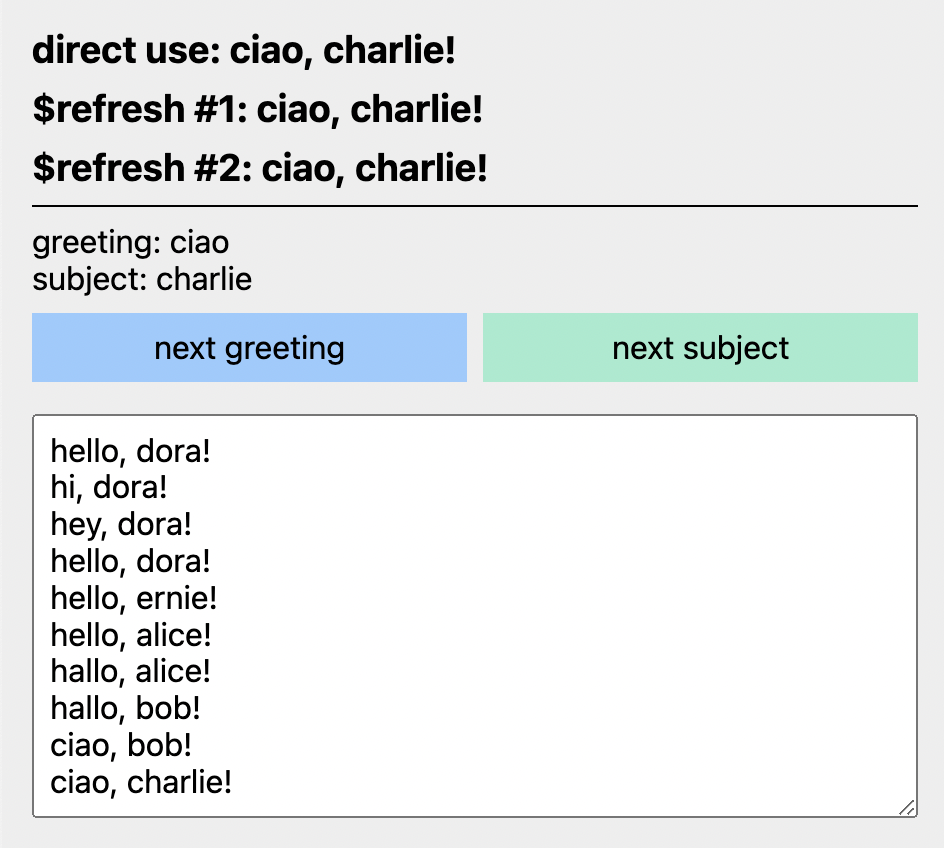 direct use: ciao, charlie!
$refresh #1: ciao, charlie!
$refresh #2: ciao, charlie!
greeting: ciao
subject: charlie
next greeting
next subject
hello, dora!
hi, dora!
hey, dora!
hello, dora!
hello, ernie!
hello, alice!
hallo, alice!
hallo, bob!
ciao, bob!
ciao, charlie!